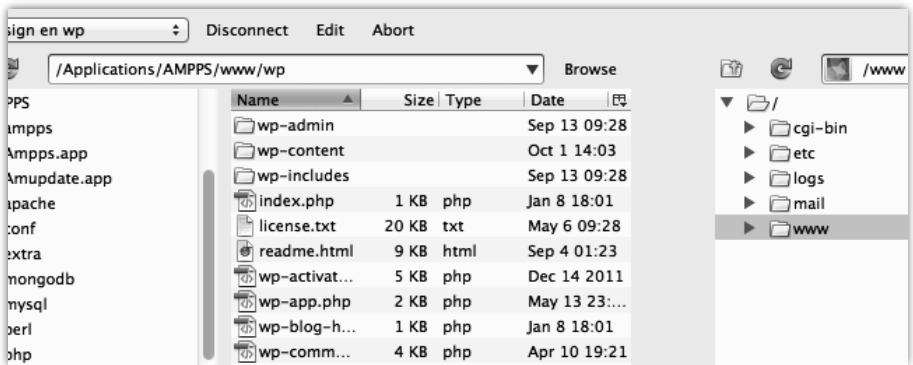 sign en wp Disconnect Edit Abort
/Applications/AMPPS/www/wp Browse /www
PPS
ampps
Ampps.app
Amupdate.app
apache
conf
extra
mongodb
mysql
perl
php
Name Size Type Date
wp-admin Sep 13 09:28
wp-content Oct 1 14:03
wp-includes Sep 13 09:28
index.php 1 KB php Jan 8 18:01
license.txt 20 KB txt May 6 09:28
readme.html 9 KB html Sep 4 01:23
wp-activat... 5 KB php Dec 14 2011
wp-app.php 2 KB php May 13 23:...
wp-blog-h... 1 KB php Jan 8 18:01
wp-comm... 4 KB php Apr 10 19:21
/
cgi-bin
etc
logs
mail
www